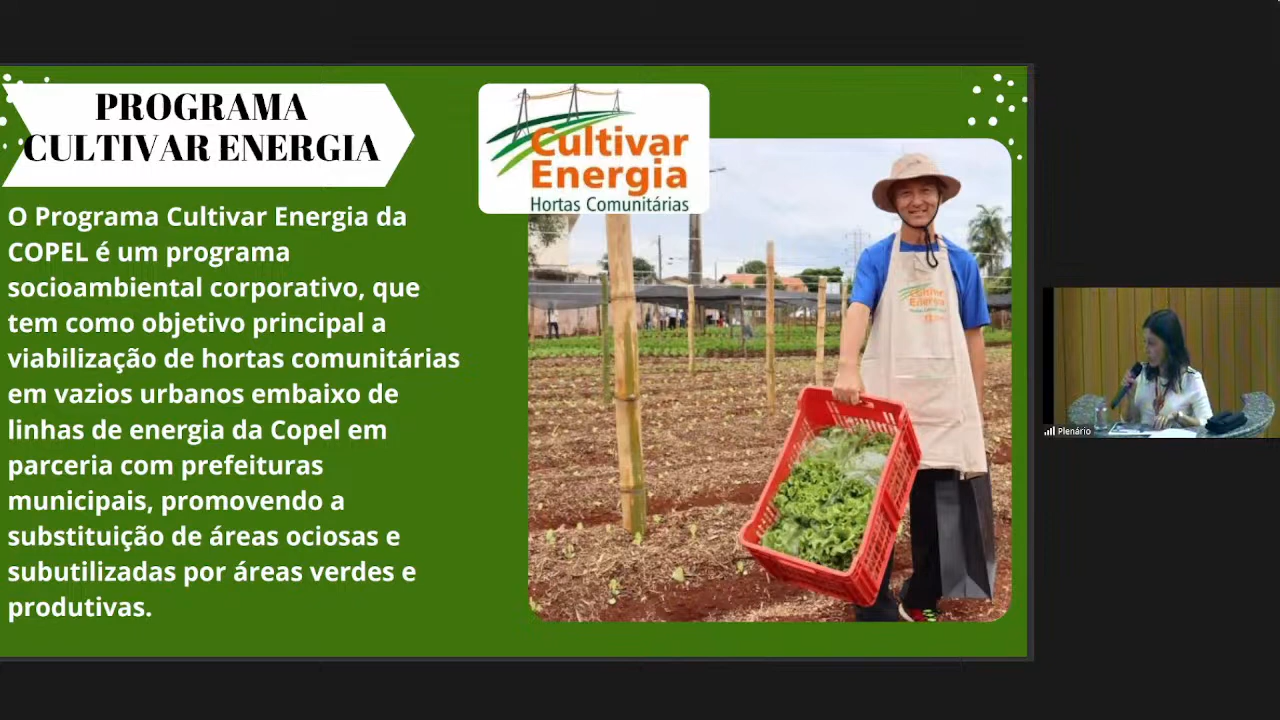 PROGRAMA
CULTIVAR ENERGIA
Cultivar
Energia
Hortas Comunitárias
O Programa Cultivar Energia da
COPEL é um programa
socioambiental corporativo, que
tem como objetivo principal a
viabilização de hortas comunitárias
em vazios urbanos embaixo de
linhas de energia da Copel em
parceria com prefeituras
municipais, promovendo a
substituição de áreas ociosas e
subutilizadas por áreas verdes e
produtivas.
Cultivar
Energia
Plenário